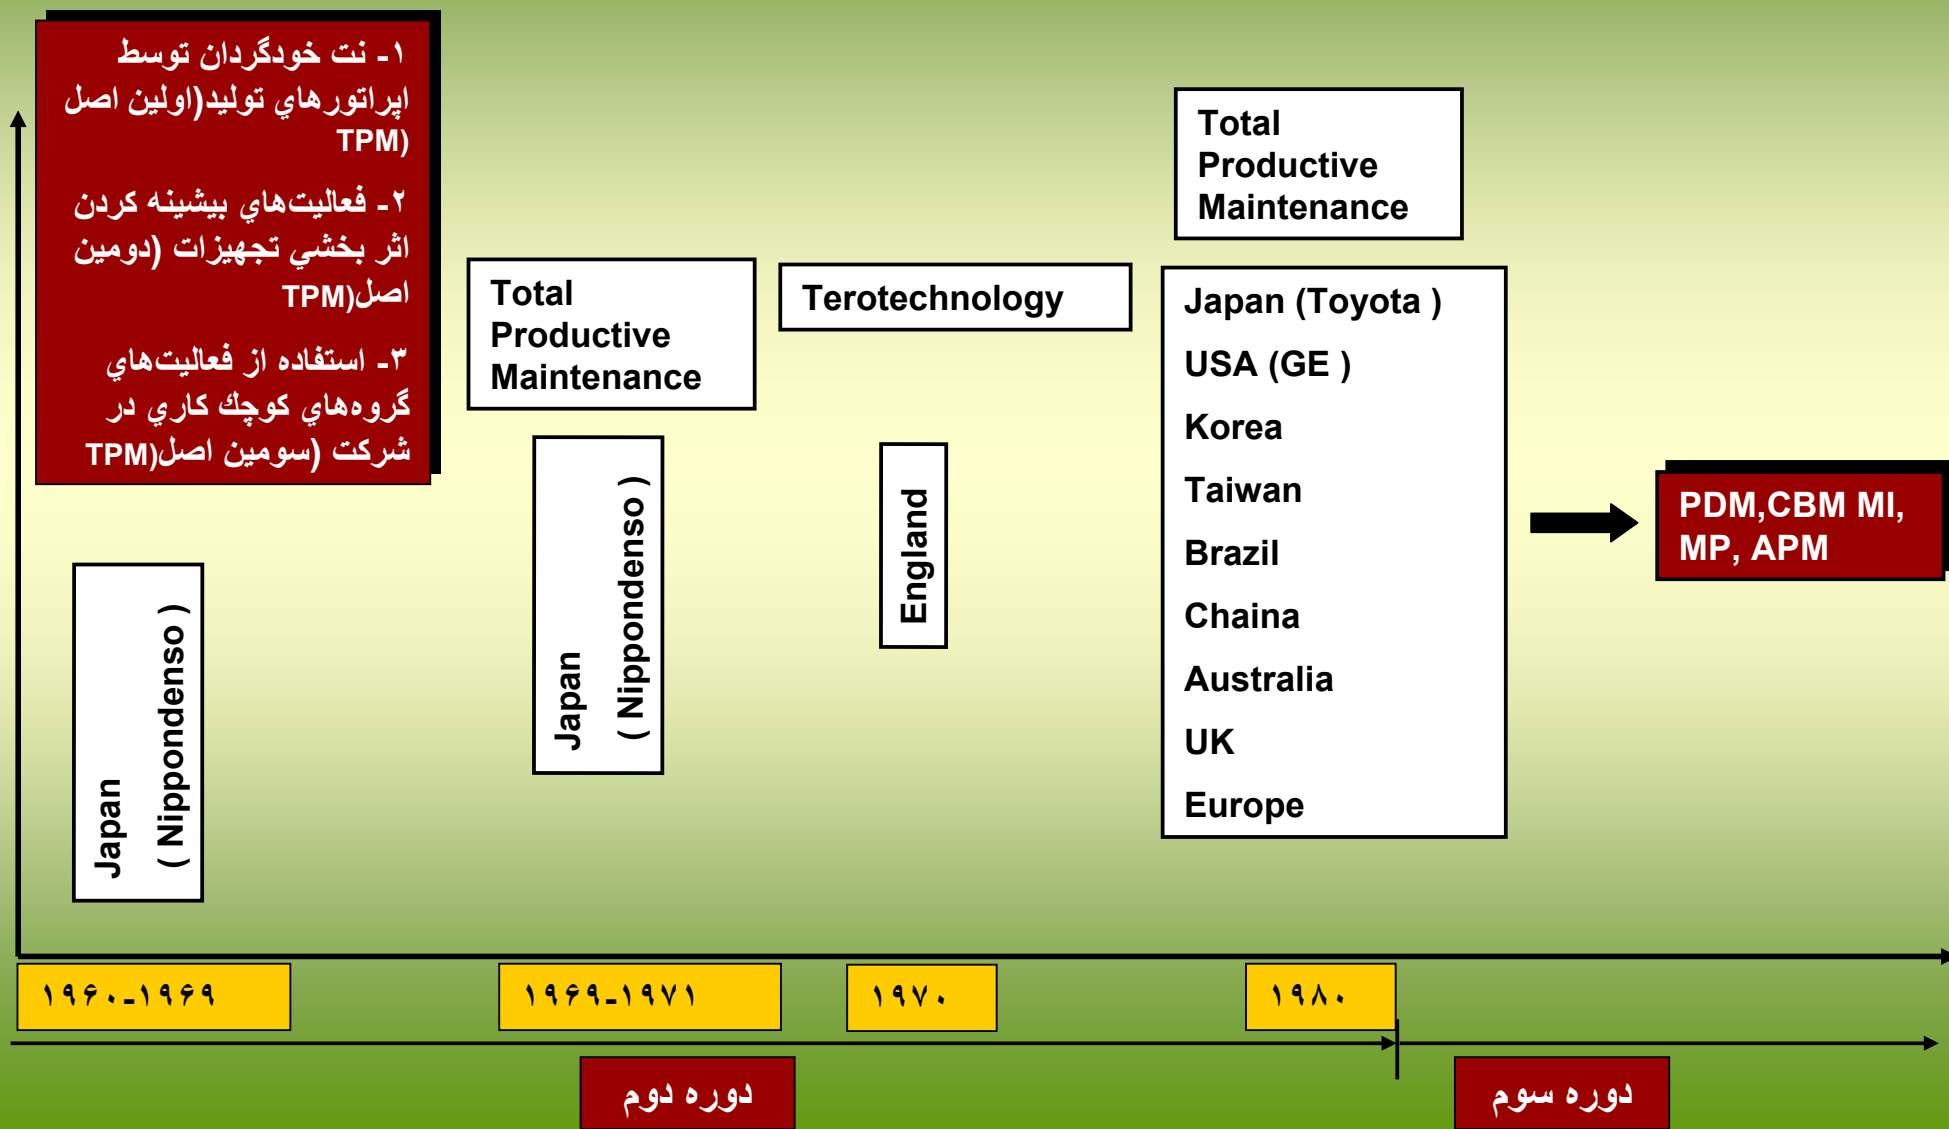 ۱- نت خودگردان توسط
اپراتورهاي توليد(اولين اصل
TPM)
۲- فعاليت‌هاي بيشينه كردن
اثر بخشي تجهيزات (دومين
اصل(TPM
۳- استفاده از فعاليت‌هاي
گروه‌هاي كوچك كاري در
شركت (سومين اصل(TPM
Japan
( Nippondenso )
Total
Productive
Maintenance
Japan
( Nippondenso )
Terotechnology
England
Total
Productive
Maintenance
Japan (Toyota )
USA (GE )
Korea
Taiwan
Brazil
Chaina
Australia
UK
Europe
PDM,CBM MI,
MP, APM
۱۹۶۰-۱۹۶۹
۱۹۶۹-۱۹۷۱
۱۹۷۰
۱۹۸۰
دوره دوم
دوره سوم